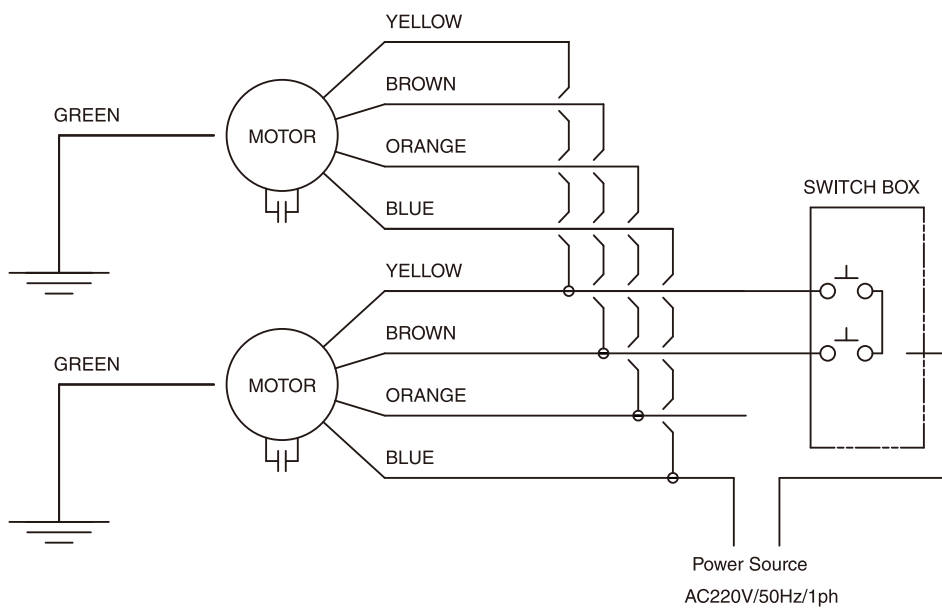 YELLOW
BROWN
GREEN
MOTOR
ORANGE
SWITCH BOX
BLUE
YELLOW
BROWN
GREEN
MOTOR
ORANGE
BLUE
Power Source
AC220V/50Hz/1ph